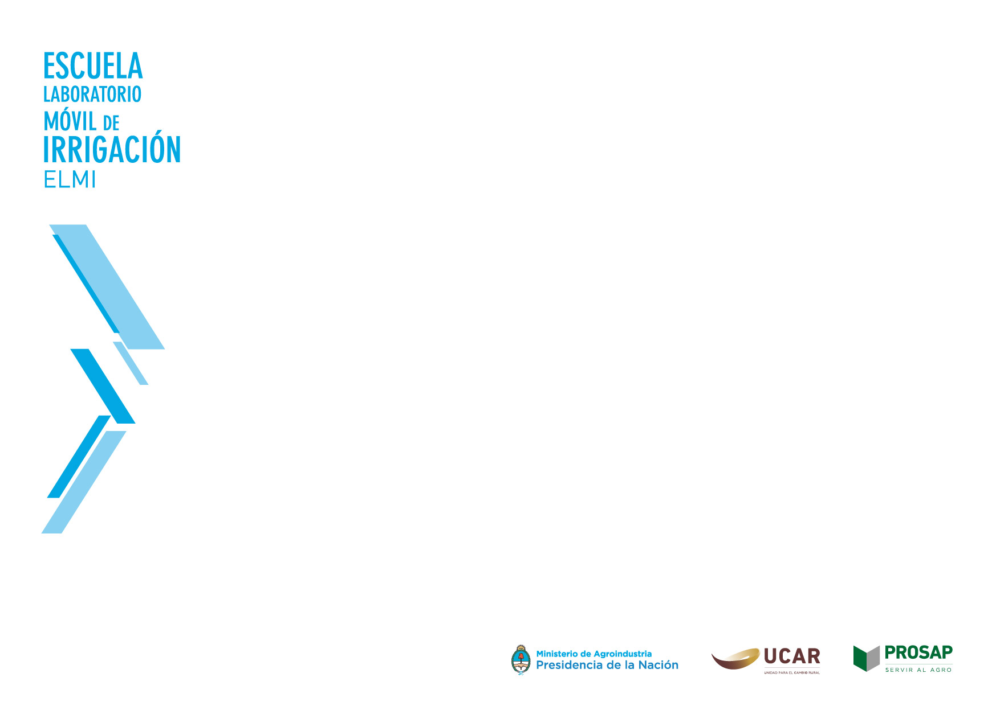 ESCUELA
LABORATORIO
MÓVIL DE
IRRIGACIÓN
ELMI
Ministerio de Agroindustria
Presidencia de la Nación
UCAR
UNIDAD PARA EL CAMBIO RURAL
PROSAP
SERVIR AL AGRO